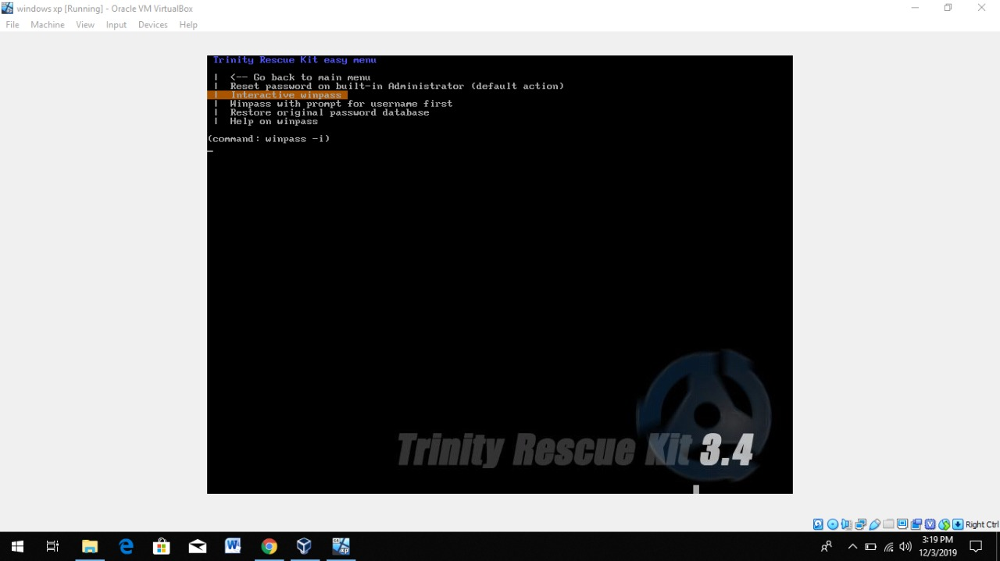 windows xp [Running] - Oracle VM VirtualBox
File Machine View Input Devices Help
Trinity Rescue Kit easy menu
| <-- Go back to main menu
| Reset password on built-in Administrator (default action)
| Interactive winpass
| Winpass with prompt for username first
| Restore original password database
| Help on winpass
(command: winpass -i)
Trinity Rescue Kit 3.4
Right Ctrl
3:19 PM
12/3/2019